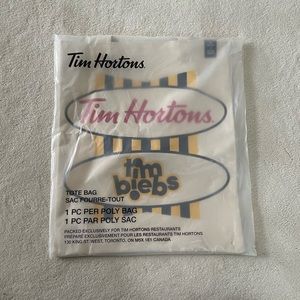 Tim Hortons
Tim Hortons
tim
biebs
TOTE BAG
SAC FOURRE-TOUT
1 PC PER POLY BAG
1 PC PAR POLY SAC
PACKED EXCLUSIVELY FOR TIM HORTONS RESTAURANTS
PRÉPARÉ EXCLUSIVEMENT POUR LES RESTAURANTS TIM HORTONS
130 KING ST. WEST, TORONTO, ON M5X 1E1 CANADA